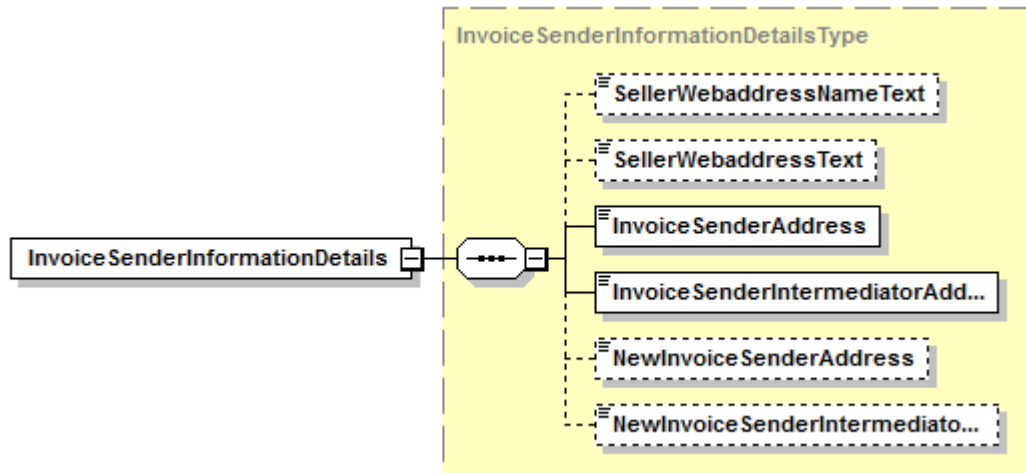 InvoiceSenderInformationDetailsType
SellerWebaddressNameText
SellerWebaddressText
InvoiceSenderAddress
InvoiceSenderInformationDetails
InvoiceSenderIntermediatorAdd...
NewInvoiceSenderAddress
NewInvoiceSenderIntermediato...